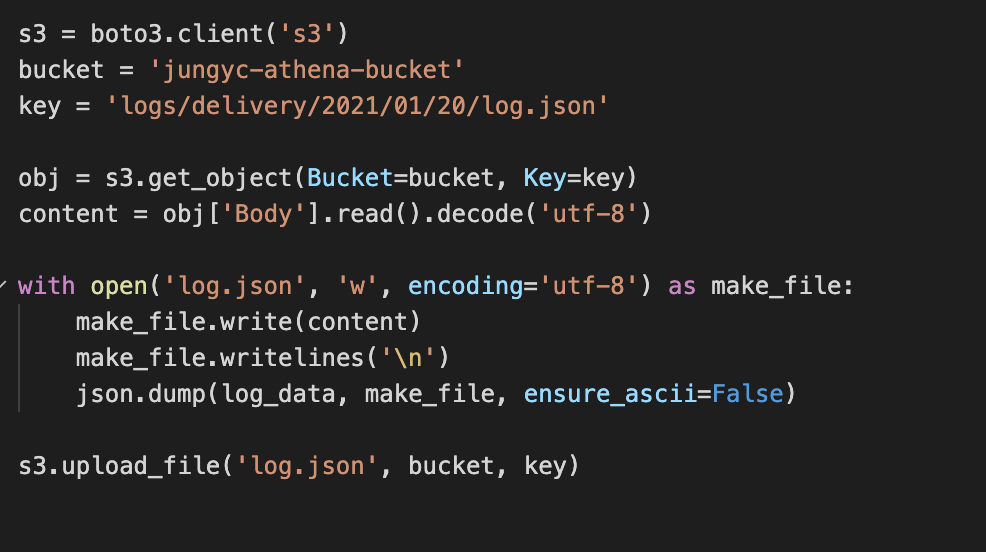 s3 = boto3.client('s3')
bucket = 'jungyc-athena-bucket'
key = 'logs/delivery/2021/01/20/log.json'
obj = s3.get_object(Bucket=bucket, Key=key)
content = obj['Body'].read().decode('utf-8')
with open('log.json', 'w', encoding='utf-8') as make_file:
    make_file.write(content)
    make_file.writelines('\n')
    json.dump(log_data, make_file, ensure_ascii=False)
s3.upload_file('log.json', bucket, key)